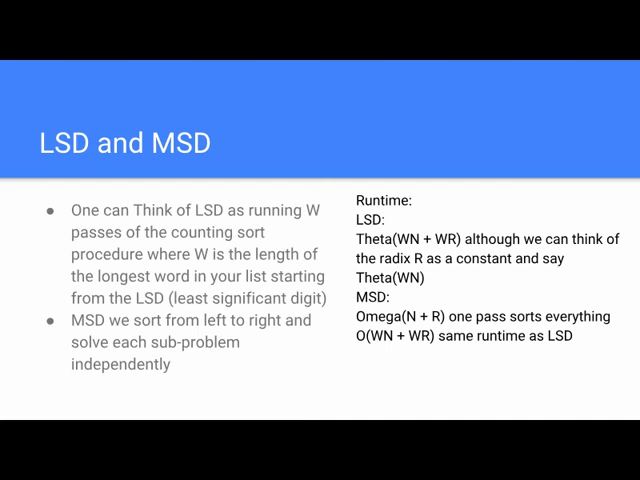 LSD and MSD
● One can Think of LSD as running W
passes of the counting sort
procedure where W is the length of
the longest word in your list starting
from the LSD (least significant digit)
● MSD we sort from left to right and
solve each sub-problem
independently
Runtime:
LSD:
Theta(WN + WR) although we can think of
the radix R as a constant and say
Theta(WN)
MSD:
Omega(N + R) one pass sorts everything
O(WN + WR) same runtime as LSD